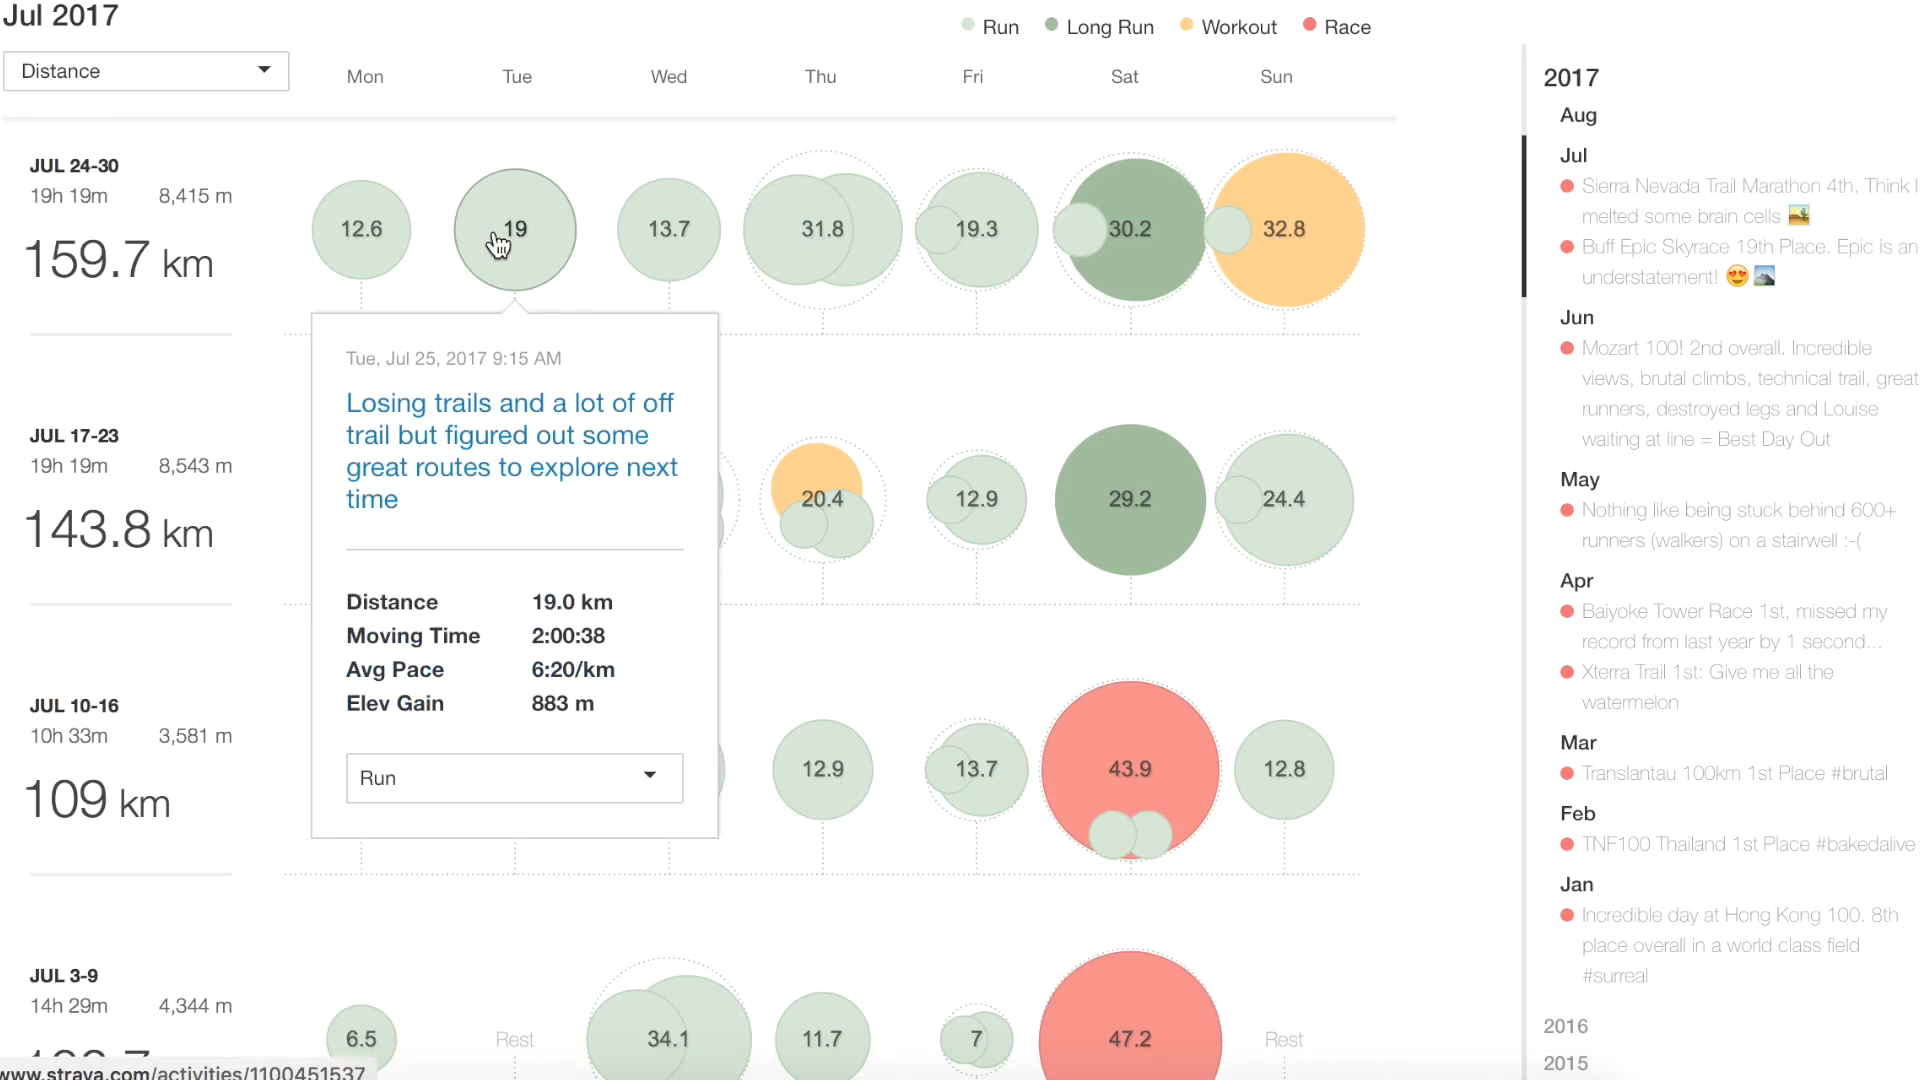 Jul 2017
Run
Long Run
Workout
Race
Distance
Mon
Tue
Wed
Thu
Fri
Sat
Sun
JUL 24-30
19h 19m 8,415 m
159.7 km
12.6
19
13.7
31.8
19.3
30.2
32.8
Tue, Jul 25, 2017 9:15 AM
Losing trails and a lot of off
trail but figured out some
great routes to explore next
time
Distance 19.0 km
Moving Time 2:00:38
Avg Pace 6:20/km
Elev Gain 883 m
Run
JUL 17-23
19h 19m 8,543 m
143.8 km
20.4
12.9
29.2
24.4
JUL 10-16
10h 33m 3,581 m
109 km
12.9
13.7
43.9
12.8
JUL 3-9
14h 29m 4,344 m
6.5
Rest
34.1
11.7
7
47.2
Rest
www.strava.com/activities/1100451537
2017
Aug
Jul
Sierra Nevada Trail Marathon 4th. Think I
melted some brain cells 🏜️
Buff Epic Skyrace 19th Place. Epic is an
understatement! 😍 🏔️
Jun
Mozart 100! 2nd overall. Incredible
views, brutal climbs, technical trail, great
runners, destroyed legs and Louise
waiting at line = Best Day Out
May
Nothing like being stuck behind 600+
runners (walkers) on a stairwell :-(
Apr
Baiyoke Tower Race 1st, missed my
record from last year by 1 second...
Xterra Trail 1st: Give me all the
watermelon
Mar
Translantau 100km 1st Place #brutal
Feb
TNF100 Thailand 1st Place #bakedalive
Jan
Incredible day at Hong Kong 100. 8th
place overall in a world class field
#surreal
2016
2015